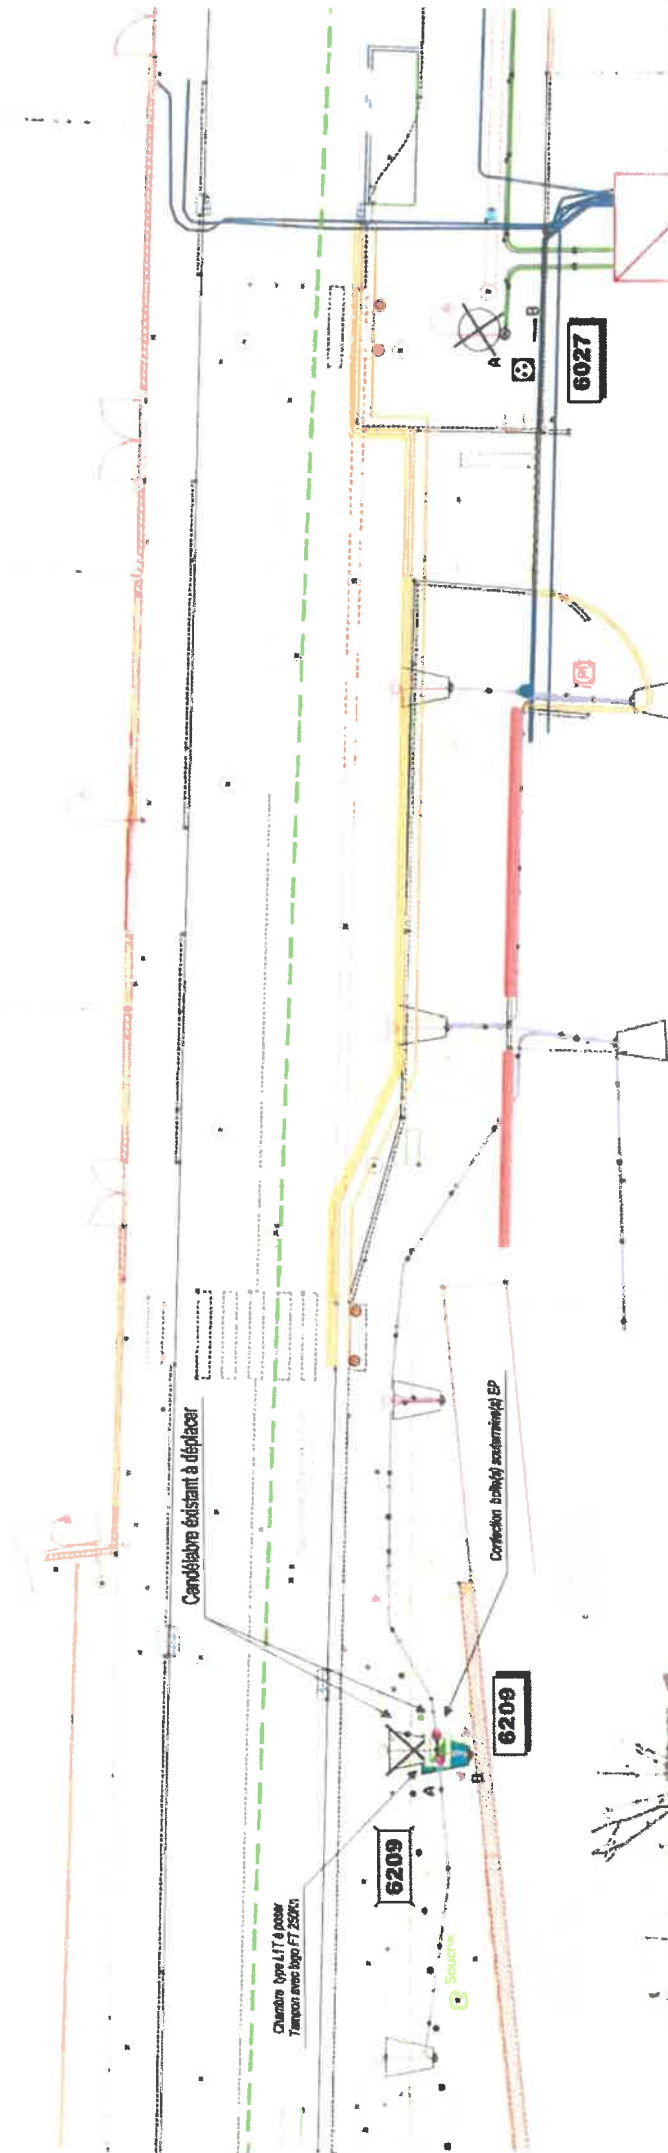 6027
A
B
Candélabre éxistant à déplacer
Confection boîte(s) souterraine(s) EP
6209
6209
A
B
Chambre type L1T à poser
Tampon avec logo FT 250KN
Souche